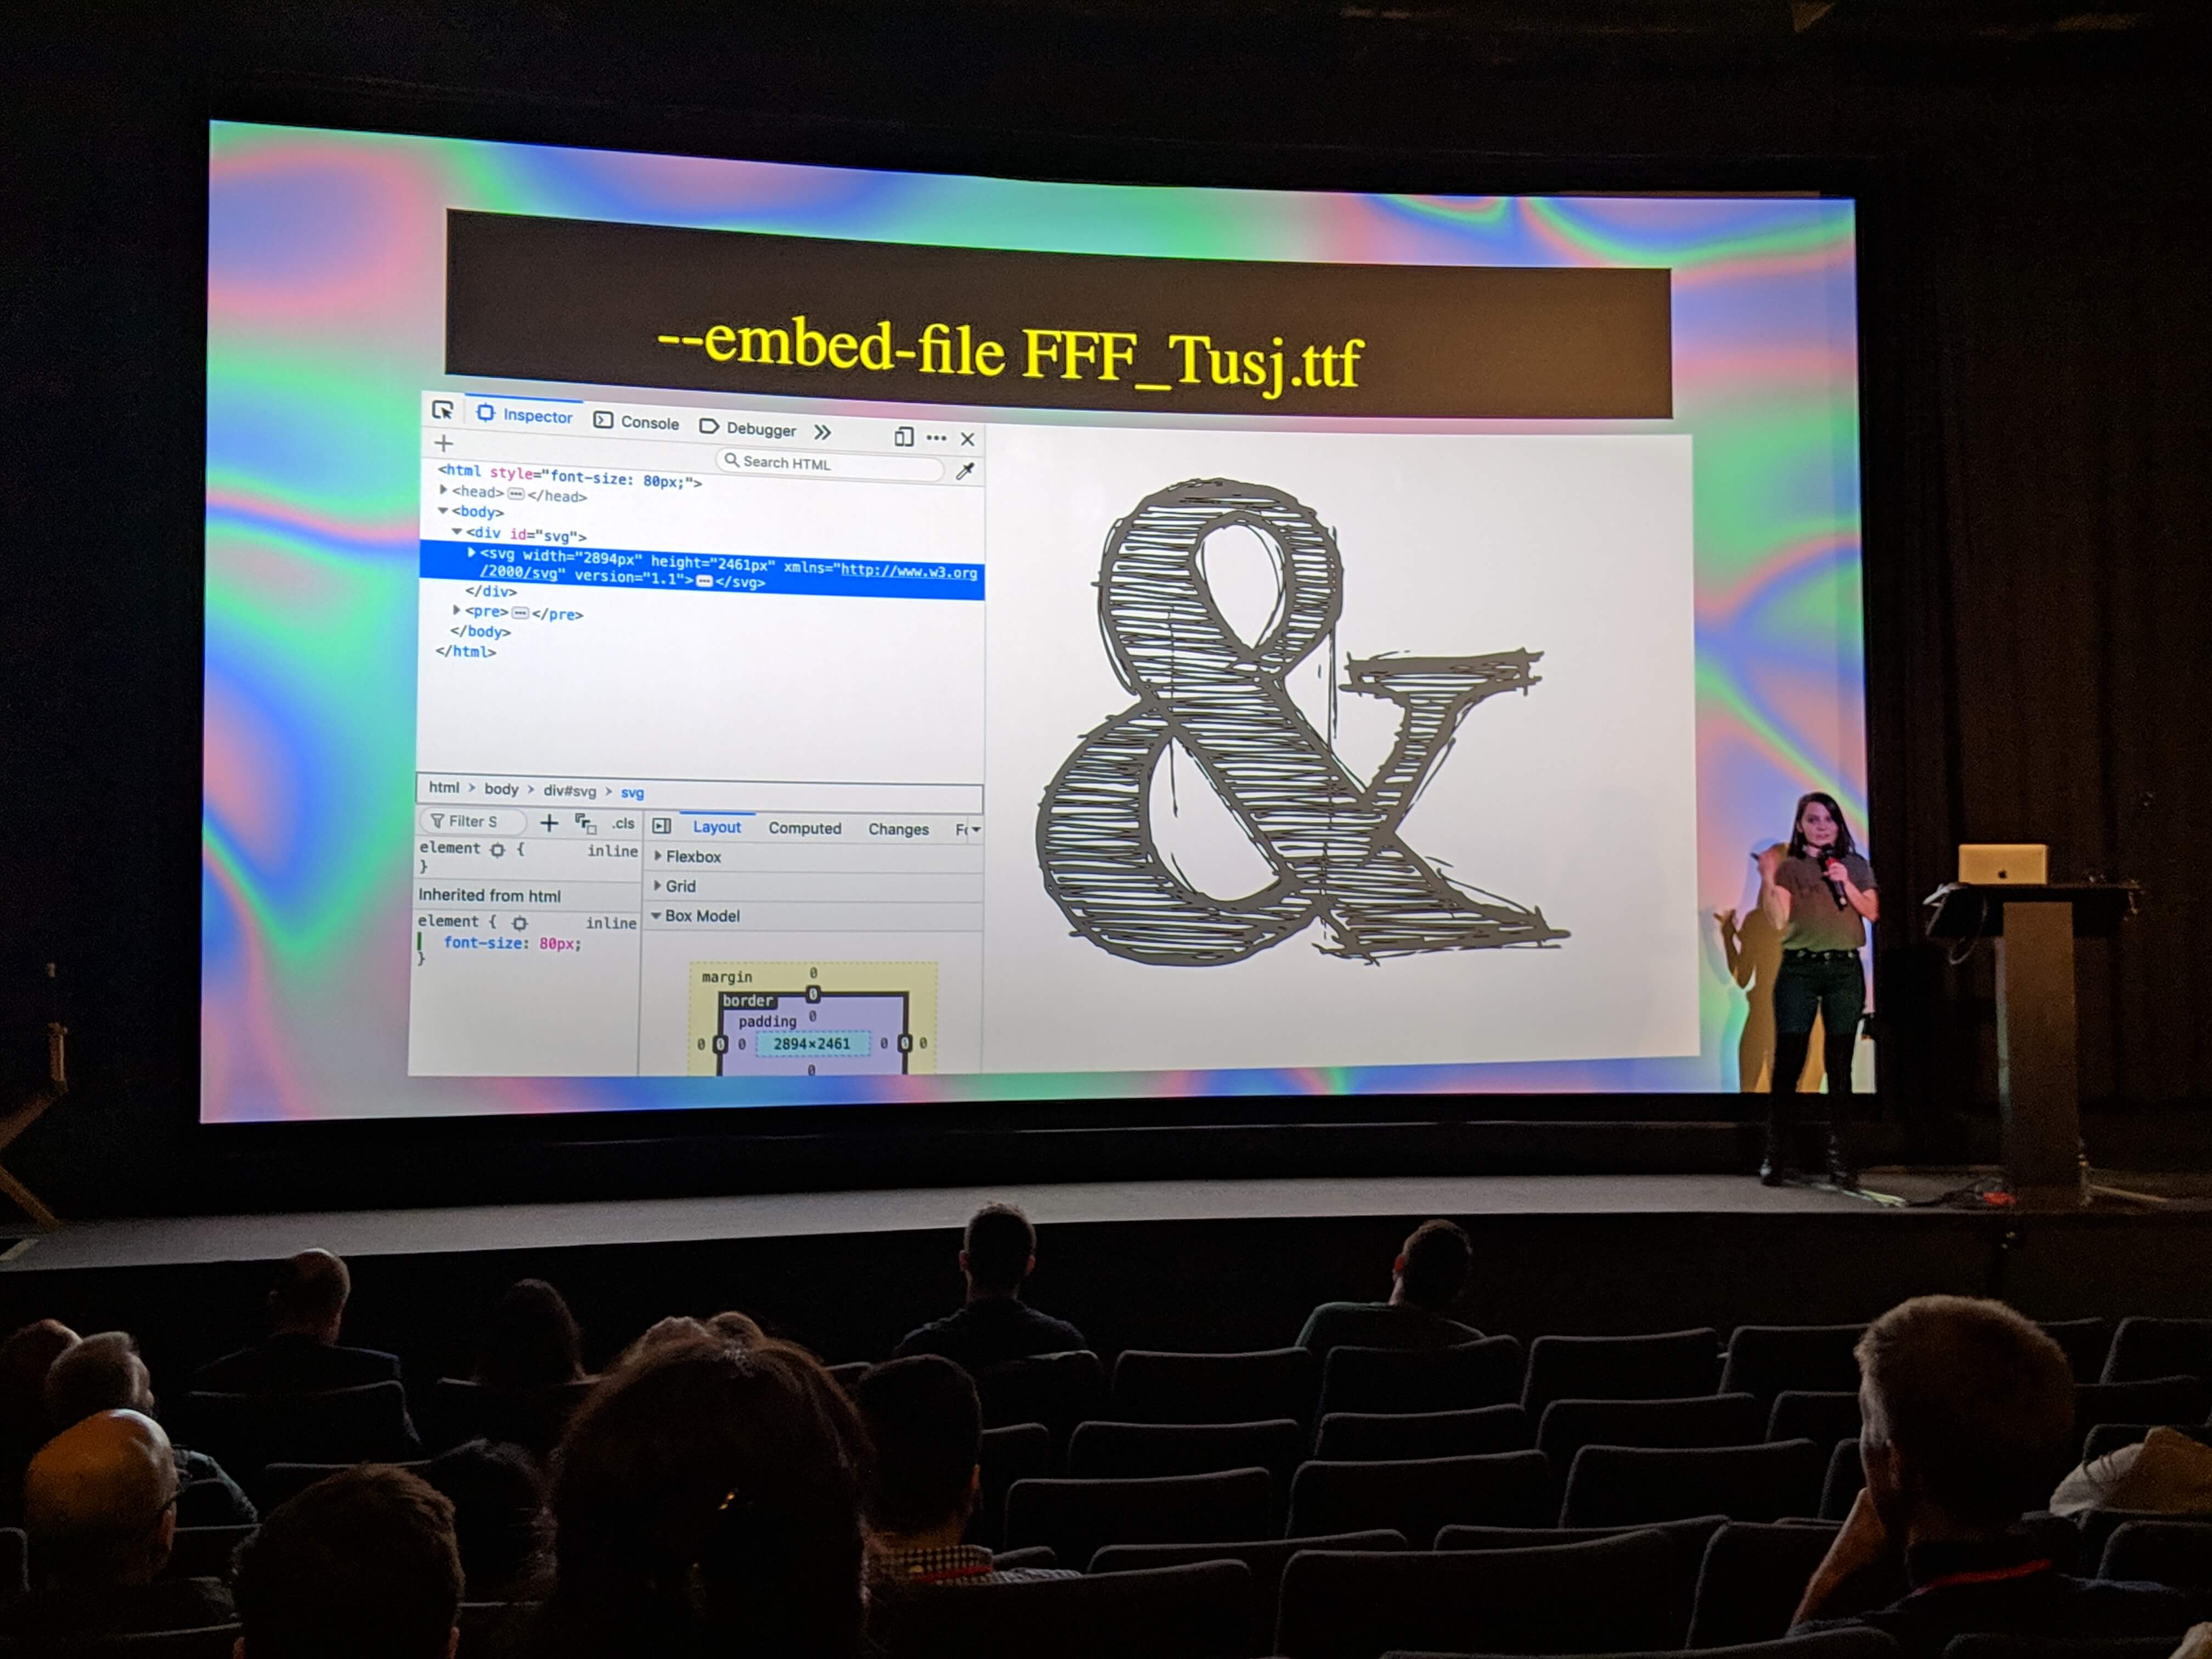 --embed-file FFF_Tusj.ttf
Inspector Console Debugger
Search HTML
<html style="font-size: 80px;">
<head> ... </head>
<body>
<div id="svg">
<svg width="2894px" height="2461px" xmlns="http://www.w3.org
/2000/svg" version="1.1"> ... </svg>
</div>
<pre> ... </pre>
</body>
</html>
html > body > div#svg > svg
Filter S + .cls
element { inline
}
Inherited from html
element { inline
font-size: 80px;
}
Layout Computed Changes
Flexbox
Grid
Box Model
margin 0
border 0
padding 0
0 0 0 2894×2461 0 0 0
0
&